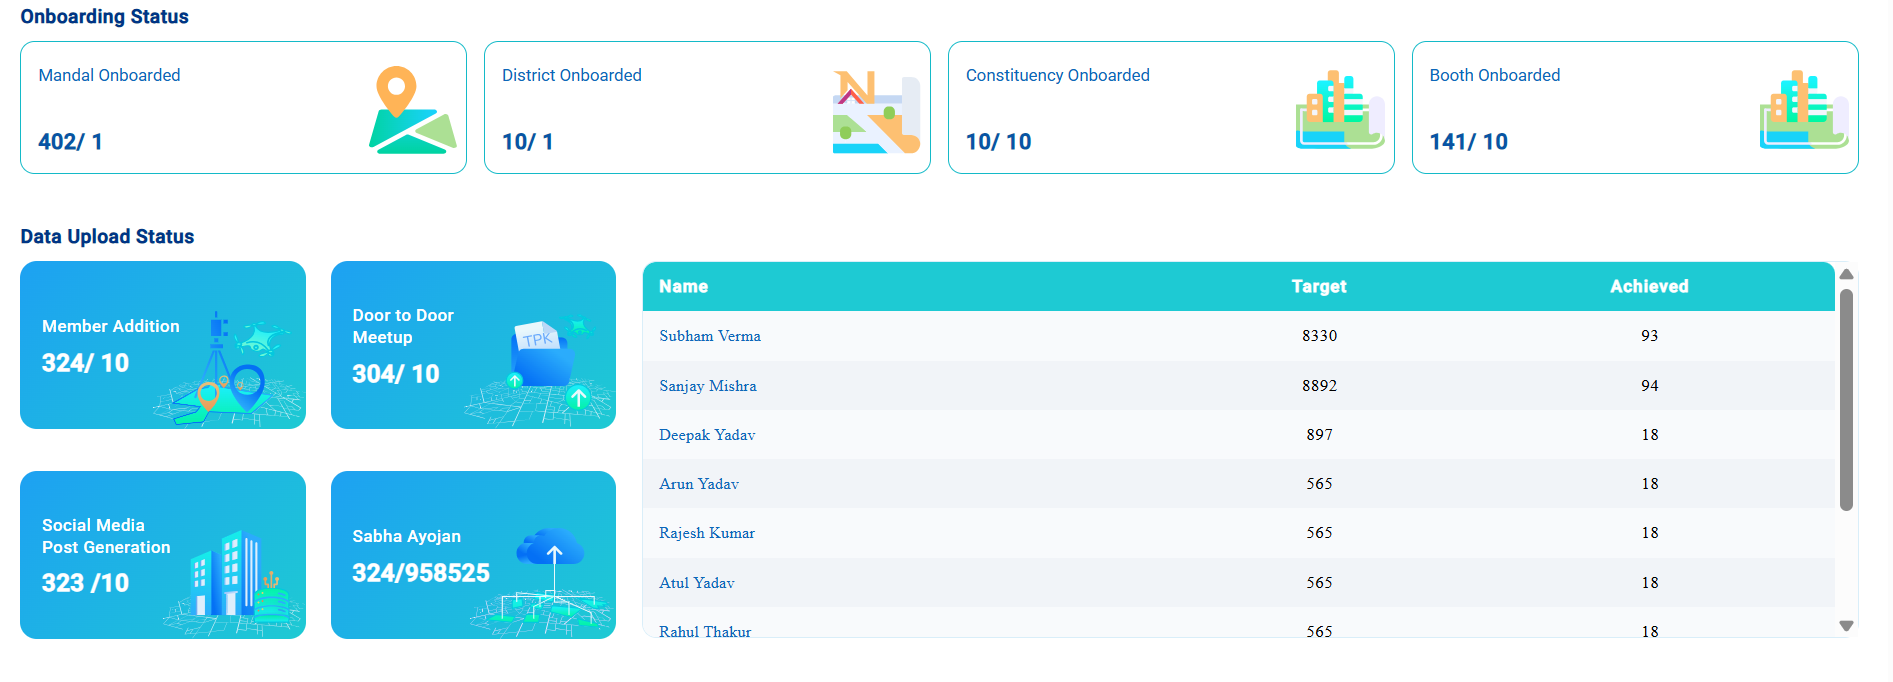 Onboarding Status
Mandal Onboarded
402/ 1
District Onboarded
10/ 1
Constituency Onboarded
10/ 10
Booth Onboarded
141/ 10
Data Upload Status
Member Addition
324/ 10
Door to Door
Meetup
304/ 10
TPK
Social Media
Post Generation
323 /10
Sabha Ayojan
324/958525
Name Target Achieved
Subham Verma 8330 93
Sanjay Mishra 8892 94
Deepak Yadav 897 18
Arun Yadav 565 18
Rajesh Kumar 565 18
Atul Yadav 565 18
Rahul Thakur 565 18